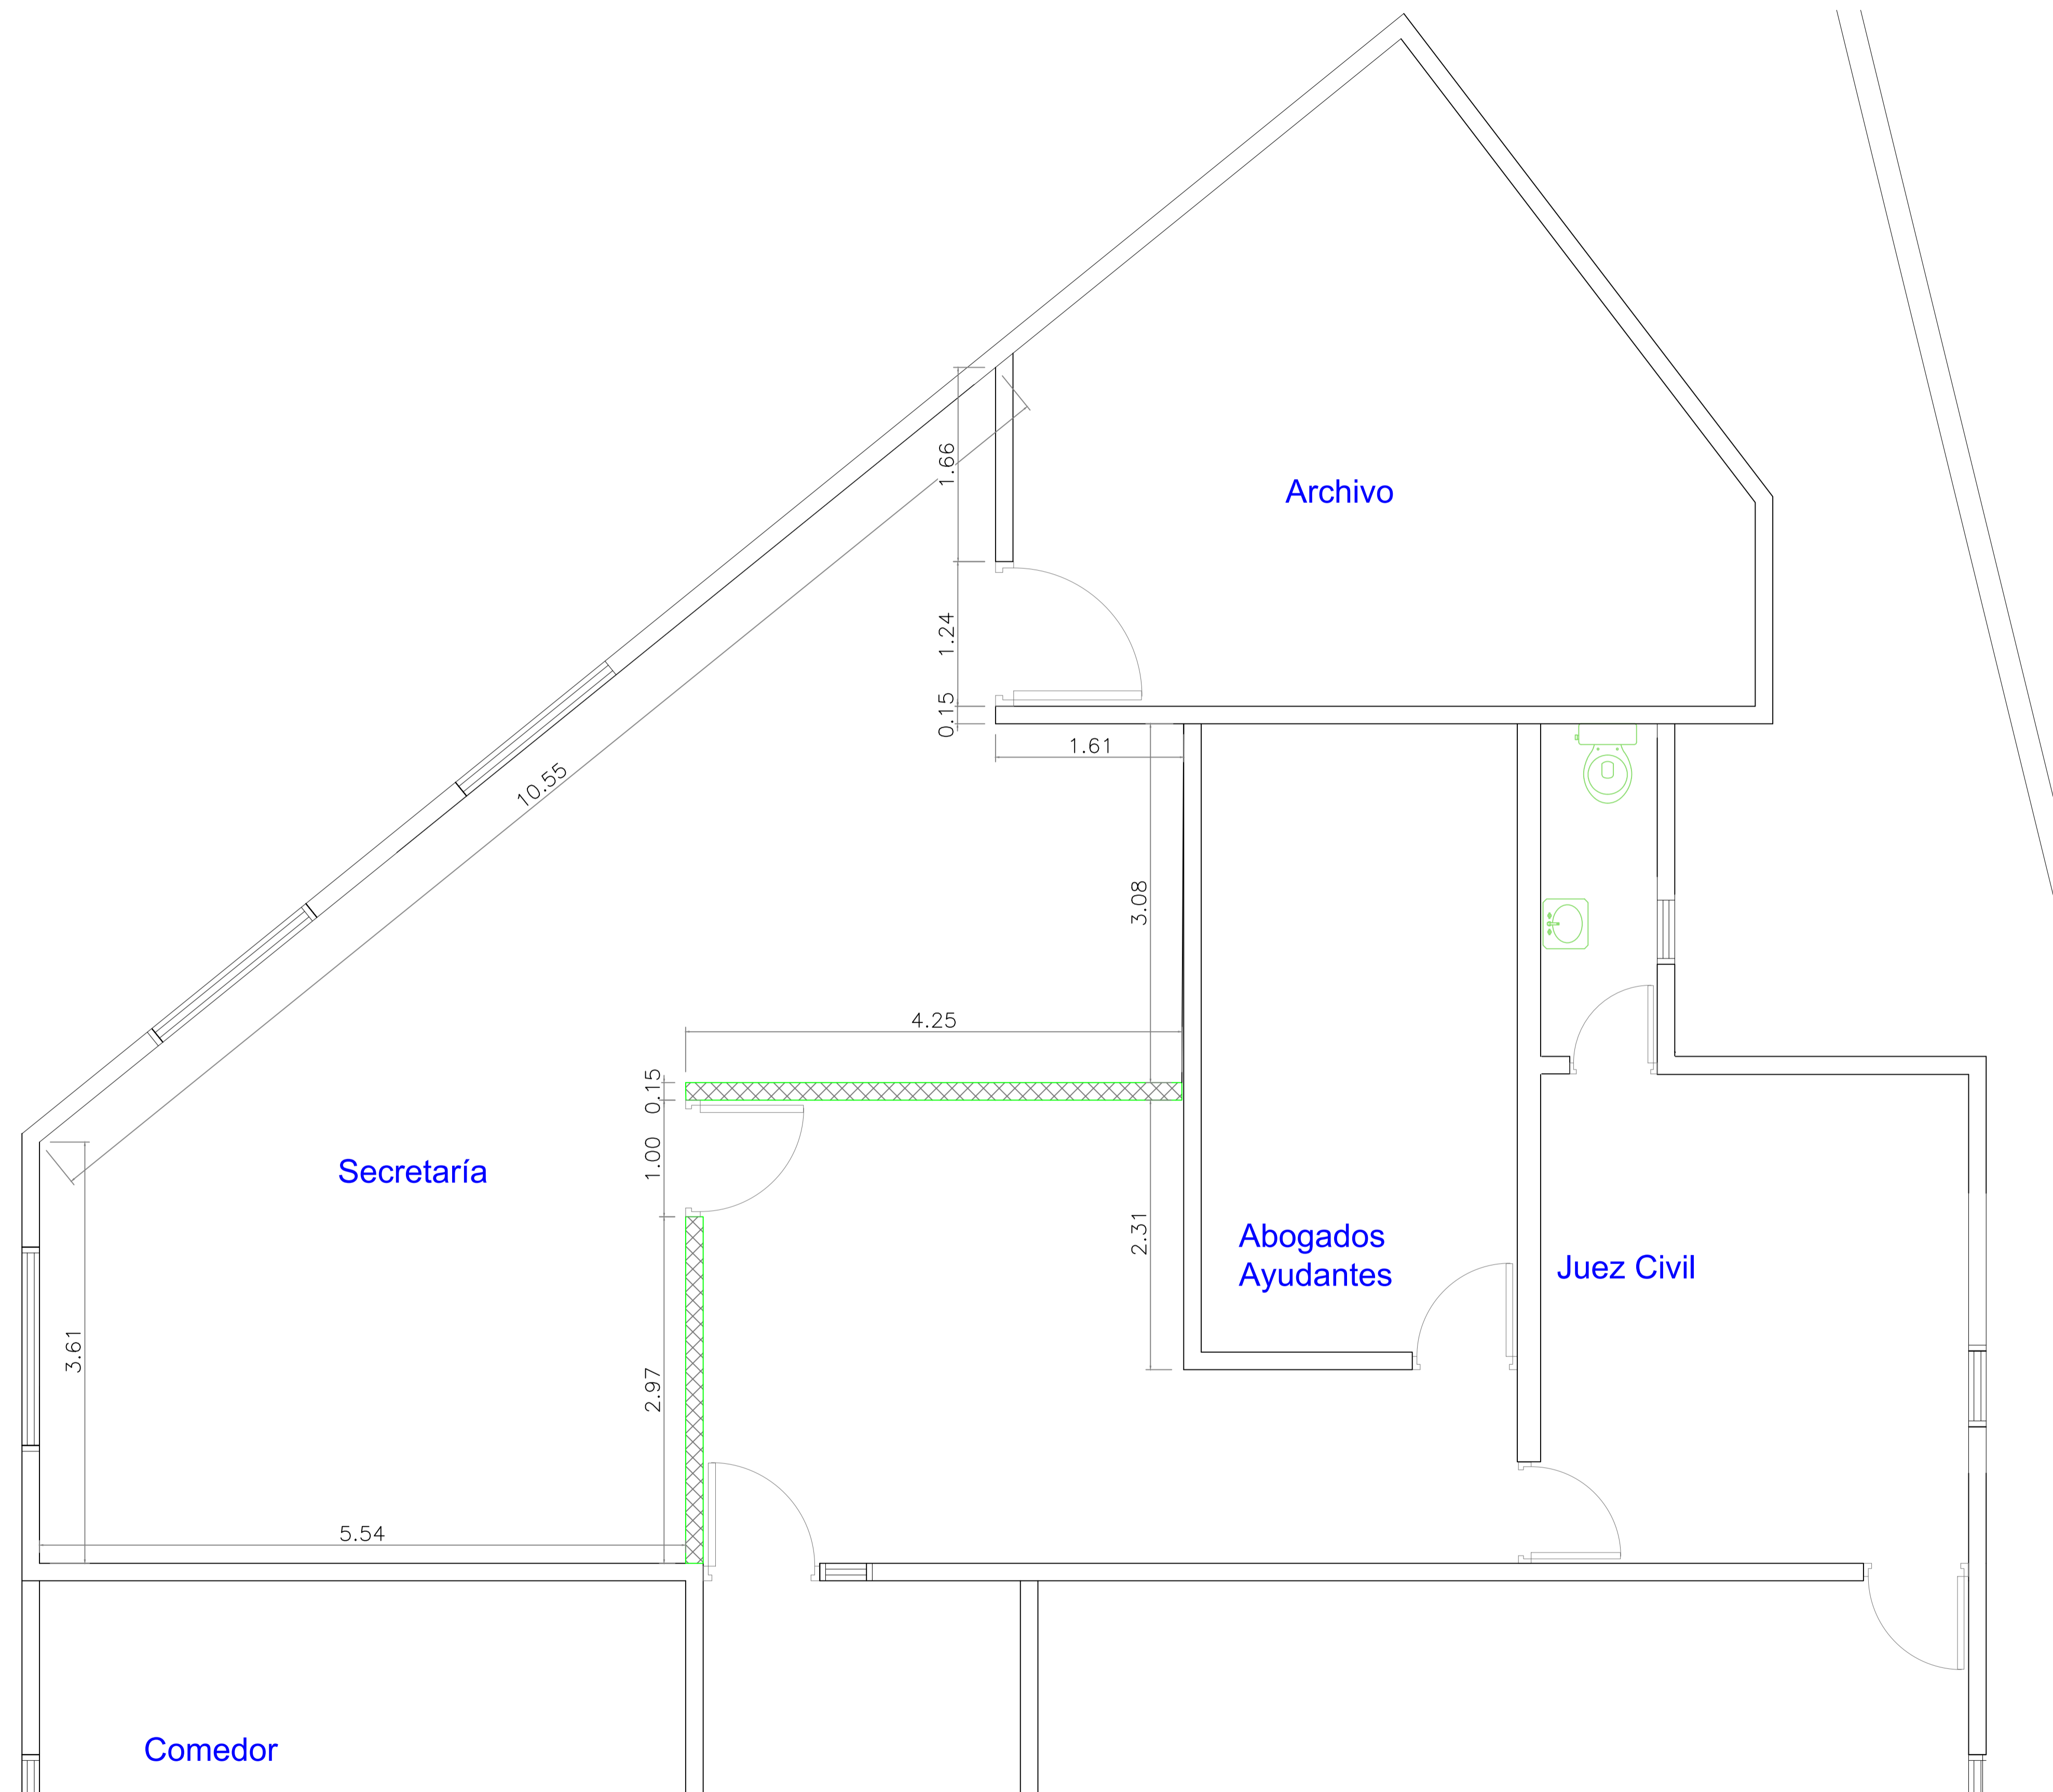 1.66
Archivo
1.24
0.15
1.61
10.55
3.08
4.25
0.15
1.00
Secretaría
2.31
Abogados
Ayudantes
Juez Civil
3.61
2.97
5.54
Comedor